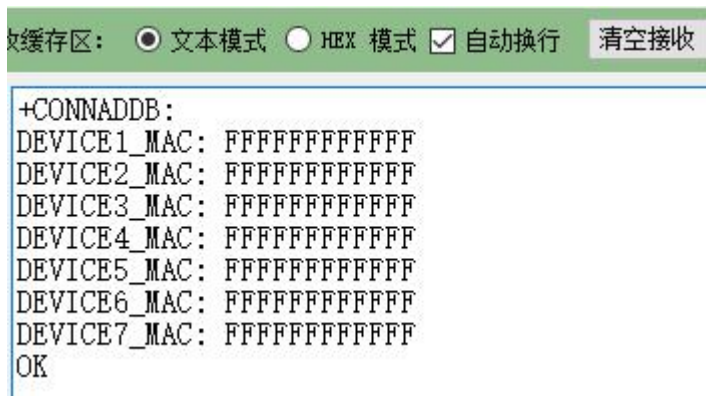 收缓存区: 文本模式 HEX 模式 自动换行 清空接收
+CONNADDB:
DEVICE1_MAC: FFFFFFFFFFFF
DEVICE2_MAC: FFFFFFFFFFFF
DEVICE3_MAC: FFFFFFFFFFFF
DEVICE4_MAC: FFFFFFFFFFFF
DEVICE5_MAC: FFFFFFFFFFFF
DEVICE6_MAC: FFFFFFFFFFFF
DEVICE7_MAC: FFFFFFFFFFFF
OK